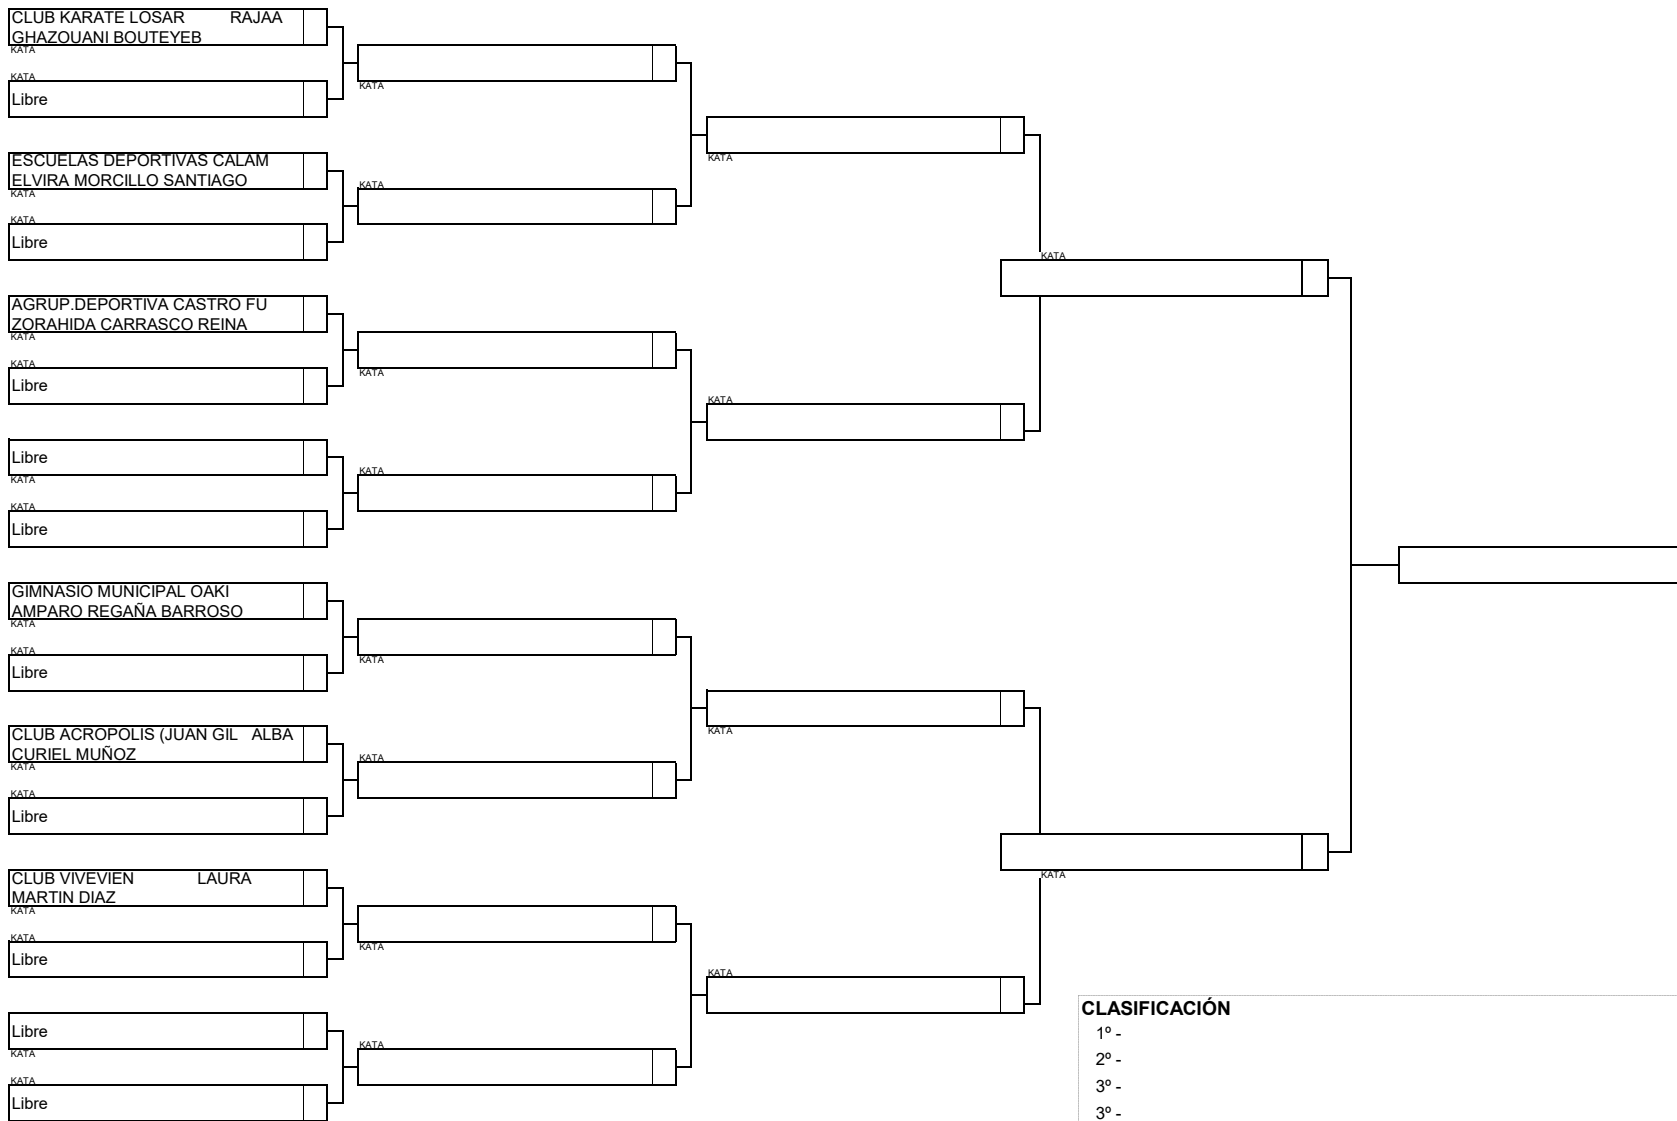 CLUB KARATE LOSAR RAJAA
GHAZOUANI BOUTEYEB
KATA
KATA
Libre
KATA
ESCUELAS DEPORTIVAS CALAM
ELVIRA MORCILLO SANTIAGO
KATA
KATA
Libre
KATA
KATA
KATA
AGRUP.DEPORTIVA CASTRO FU
ZORAHIDA CARRASCO REINA
KATA
KATA
Libre
KATA
KATA
Libre
KATA
KATA
Libre
KATA
GIMNASIO MUNICIPAL OAKI
AMPARO REGAÑA BARROSO
KATA
KATA
Libre
KATA
CLUB ACROPOLIS (JUAN GIL ALBA
CURIEL MUÑOZ
KATA
KATA
Libre
KATA
KATA
CLUB VIVEVIEN LAURA
MARTIN DIAZ
KATA
KATA
Libre
KATA
KATA
KATA
Libre
KATA
KATA
Libre
KATA
CLASIFICACIÓN
1º -
2º -
3º -
3º -